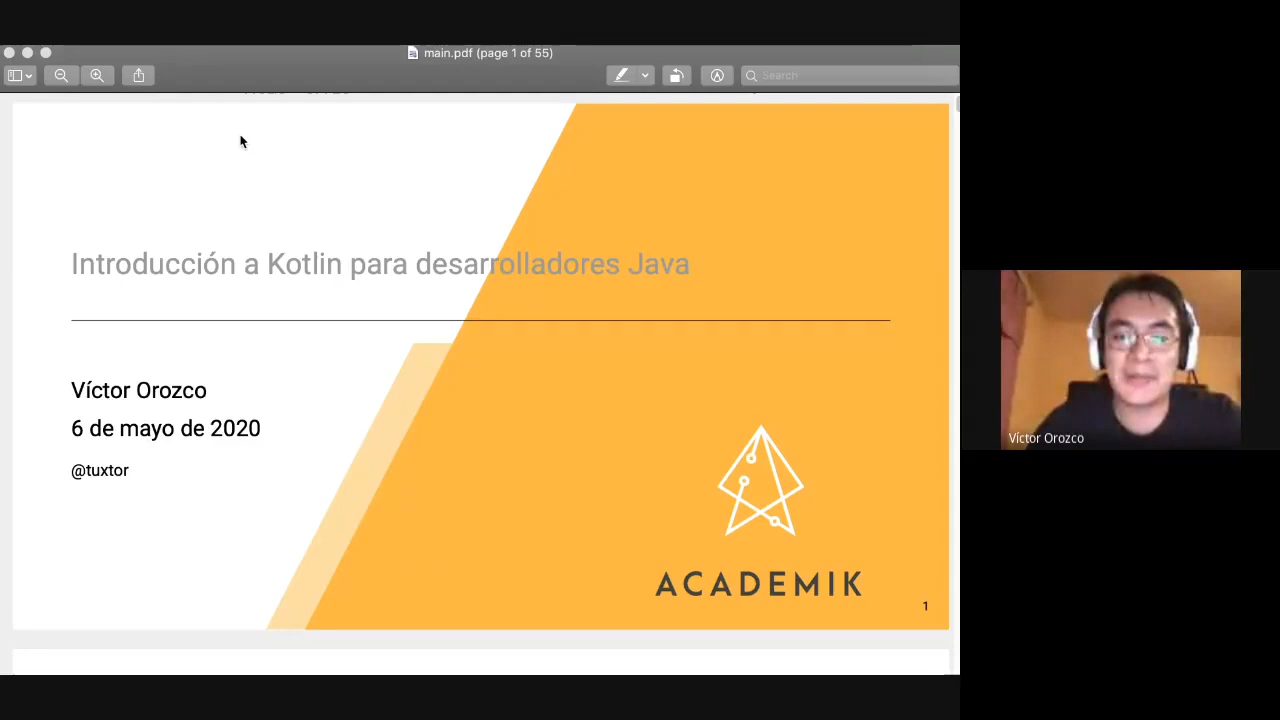 main.pdf (page 1 of 55)
Search
Introducción a Kotlin para desarrolladores Java
Víctor Orozco
6 de mayo de 2020
@tuxtor
ACADEMIK
1
Víctor Orozco